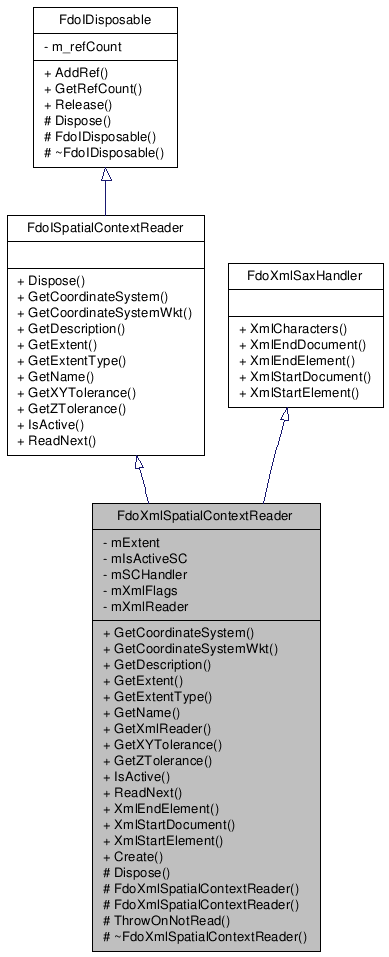 FdoIDisposable
- m_refCount
+ AddRef()
+ GetRefCount()
+ Release()
# Dispose()
# FdoIDisposable()
# ~FdoIDisposable()
FdoISpatialContextReader
+ Dispose()
+ GetCoordinateSystem()
+ GetCoordinateSystemWkt()
+ GetDescription()
+ GetExtent()
+ GetExtentType()
+ GetName()
+ GetXYTolerance()
+ GetZTolerance()
+ IsActive()
+ ReadNext()
FdoXmlSaxHandler
+ XmlCharacters()
+ XmlEndDocument()
+ XmlEndElement()
+ XmlStartDocument()
+ XmlStartElement()
FdoXmlSpatialContextReader
- mExtent
- mIsActiveSC
- mSCHandler
- mXmlFlags
- mXmlReader
+ GetCoordinateSystem()
+ GetCoordinateSystemWkt()
+ GetDescription()
+ GetExtent()
+ GetExtentType()
+ GetName()
+ GetXmlReader()
+ GetXYTolerance()
+ GetZTolerance()
+ IsActive()
+ ReadNext()
+ XmlEndElement()
+ XmlStartDocument()
+ XmlStartElement()
+ Create()
# Dispose()
# FdoXmlSpatialContextReader()
# FdoXmlSpatialContextReader()
# ThrowOnNotRead()
# ~FdoXmlSpatialContextReader()